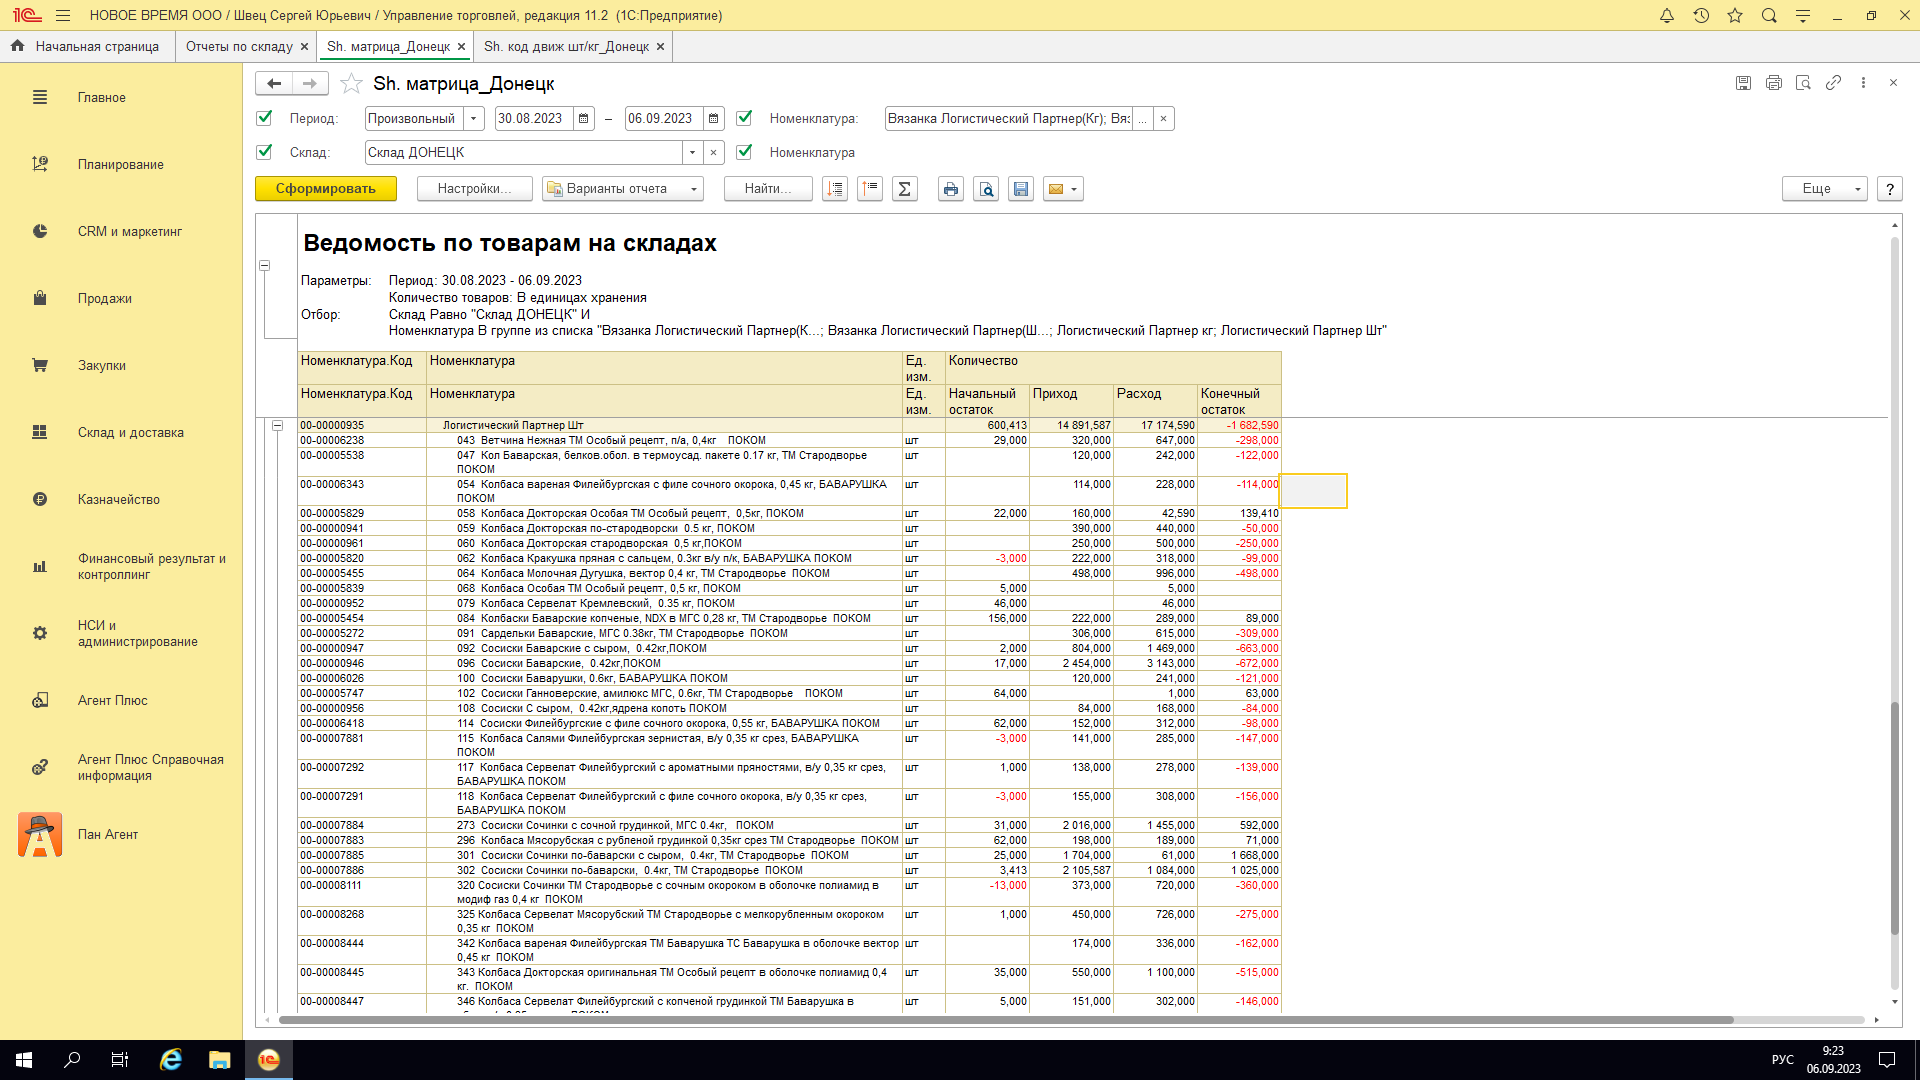 НОВОЕ ВРЕМЯ ООО / Швец Сергей Юрьевич / Управление торговлей, редакция 11.2 (1С:Предприятие)
Начальная страница
Отчеты по складу
Sh. матрица_Донецк
Sh. код движ шт/кг_Донецк
Главное
Планирование
CRM и маркетинг
Продажи
Закупки
Склад и доставка
Казначейство
Финансовый результат и
контроллинг
НСИ и
администрирование
Агент Плюс
Агент Плюс Справочная
информация
Пан Агент
Sh. матрица_Донецк
Период: Произвольный 30.08.2023 – 06.09.2023 Номенклатура: Вязанка Логистический Партнер(Кг); Вяз ...
Склад: Склад ДОНЕЦК Номенклатура
Сформировать Настройки... Варианты отчета Найти... Еще ?
Ведомость по товарам на складах
Параметры: Период: 30.08.2023 - 06.09.2023
Количество товаров: В единицах хранения
Отбор: Склад Равно "Склад ДОНЕЦК" И
Номенклатура В группе из списка "Вязанка Логистический Партнер(К...; Вязанка Логистический Партнер(Ш...; Логистический Партнер кг; Логистический Партнер Шт"
Номенклатура.Код Номенклатура Ед. изм. Количество
Номенклатура.Код Номенклатура Ед. изм. Начальный остаток Приход Расход Конечный остаток
00-00000935 Логистический Партнер Шт 600,413 14 891,587 17 174,590 -1 682,590
00-00006238 043 Ветчина Нежная ТМ Особый рецепт, п/а, 0,4кг ПОКОМ шт 29,000 320,000 647,000 -298,000
00-00005538 047 Кол Баварская, белков.обол. в термоусад. пакете 0.17 кг, ТМ Стародворье шт 120,000 242,000 -122,000
ПОКОМ
00-00006343 054 Колбаса вареная Филейбургская с филе сочного окорока, 0,45 кг, БАВАРУШКА шт 114,000 228,000 -114,000
ПОКОМ
00-00005829 058 Колбаса Докторская Особая ТМ Особый рецепт, 0,5кг, ПОКОМ шт 22,000 160,000 42,590 139,410
00-00000941 059 Колбаса Докторская по-стародворски 0.5 кг, ПОКОМ шт 390,000 440,000 -50,000
00-00000961 060 Колбаса Докторская стародворская 0,5 кг,ПОКОМ шт 250,000 500,000 -250,000
00-00005820 062 Колбаса Кракушка пряная с сальцем, 0.3кг в/у п/к, БАВАРУШКА ПОКОМ шт -3,000 222,000 318,000 -99,000
00-00005455 064 Колбаса Молочная Дугушка, вектор 0,4 кг, ТМ Стародворье ПОКОМ шт 498,000 996,000 -498,000
00-00005839 068 Колбаса Особая ТМ Особый рецепт, 0,5 кг, ПОКОМ шт 5,000 5,000
00-00000952 079 Колбаса Сервелат Кремлевский, 0.35 кг, ПОКОМ шт 46,000 46,000
00-00005454 084 Колбаски Баварские копченые, NDX в МГС 0,28 кг, ТМ Стародворье ПОКОМ шт 156,000 222,000 289,000 89,000
00-00005272 091 Сардельки Баварские, МГС 0.38кг, ТМ Стародворье ПОКОМ шт 306,000 615,000 -309,000
00-00000947 092 Сосиски Баварские с сыром, 0.42кг,ПОКОМ шт 2,000 804,000 1 469,000 -663,000
00-00000946 096 Сосиски Баварские, 0.42кг,ПОКОМ шт 17,000 2 454,000 3 143,000 -672,000
00-00006026 100 Сосиски Баварушки, 0.6кг, БАВАРУШКА ПОКОМ шт 120,000 241,000 -121,000
00-00005747 102 Сосиски Ганноверские, амилюкс МГС, 0.6кг, ТМ Стародворье ПОКОМ шт 64,000 1,000 63,000
00-00000956 108 Сосиски С сыром, 0.42кг,ядрена копоть ПОКОМ шт 84,000 168,000 -84,000
00-00006418 114 Сосиски Филейбургские с филе сочного окорока, 0,55 кг, БАВАРУШКА ПОКОМ шт 62,000 152,000 312,000 -98,000
00-00007881 115 Колбаса Салями Филейбургская зернистая, в/у 0,35 кг срез, БАВАРУШКА шт -3,000 141,000 285,000 -147,000
ПОКОМ
00-00007292 117 Колбаса Сервелат Филейбургский с ароматными пряностями, в/у 0,35 кг срез, шт 1,000 138,000 278,000 -139,000
БАВАРУШКА ПОКОМ
00-00007291 118 Колбаса Сервелат Филейбургский с филе сочного окорока, в/у 0,35 кг срез, шт -3,000 155,000 308,000 -156,000
БАВАРУШКА ПОКОМ
00-00007884 273 Сосиски Сочинки с сочной грудинкой, МГС 0.4кг, ПОКОМ шт 31,000 2 016,000 1 455,000 592,000
00-00007883 296 Колбаса Мясорубская с рубленой грудинкой 0,35кг срез ТМ Стародворье ПОКОМ шт 62,000 198,000 189,000 71,000
00-00007885 301 Сосиски Сочинки по-баварски с сыром, 0.4кг, ТМ Стародворье ПОКОМ шт 25,000 1 704,000 61,000 1 668,000
00-00007886 302 Сосиски Сочинки по-баварски, 0.4кг, ТМ Стародворье ПОКОМ шт 3,413 2 105,587 1 084,000 1 025,000
00-00008111 320 Сосиски Сочинки ТМ Стародворье с сочным окороком в оболочке полиамид в шт -13,000 373,000 720,000 -360,000
модиф газ 0,4 кг ПОКОМ
00-00008268 325 Колбаса Сервелат Мясорубский ТМ Стародворье с мелкорубленным окороком шт 1,000 450,000 726,000 -275,000
0,35 кг ПОКОМ
00-00008444 342 Колбаса вареная Филейбургская ТМ Баварушка ТС Баварушка в оболочке вектор шт 174,000 336,000 -162,000
0,45 кг ПОКОМ
00-00008445 343 Колбаса Докторская оригинальная ТМ Особый рецепт в оболочке полиамид 0,4 шт 35,000 550,000 1 100,000 -515,000
кг. ПОКОМ
00-00008447 346 Колбаса Сервелат Филейбургский с копченой грудинкой ТМ Баварушка в шт 5,000 151,000 302,000 -146,000
РУС
9:23
06.09.2023